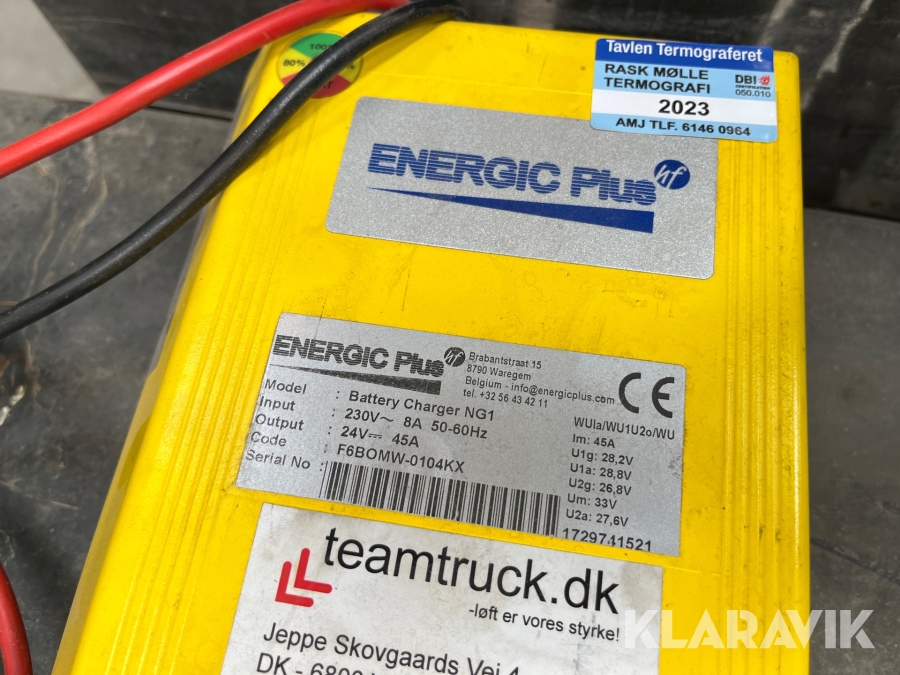 100%
80%
Tavlen Termograferet
RASK MØLLE
TERMOGRAFI
DBI
CERTIFICATION
050.010
2023
AMJ TLF. 6146 0964
ENERGIC Plus hf
ENERGIC Plus hf
Brabantstraat 15
8790 Waregem
Belgium - info@energicplus.com
tel. +32 56 43 42 11
CE
Model : Battery Charger NG1
Input : 230V~ 8A 50-60Hz
Output : 24V⎓ 45A
Code : F6BOMW-0104KX
Serial No :
WUIa/WU1U2o/WU
Im: 45A
U1g: 28,2V
U1a: 28,8V
U2g: 26,8V
Um: 33V
U2a: 27,6V
1729741521
teamtruck.dk
-løft er vores styrke!
Jeppe Skovgaards Vej
DK -
KLARAVIK